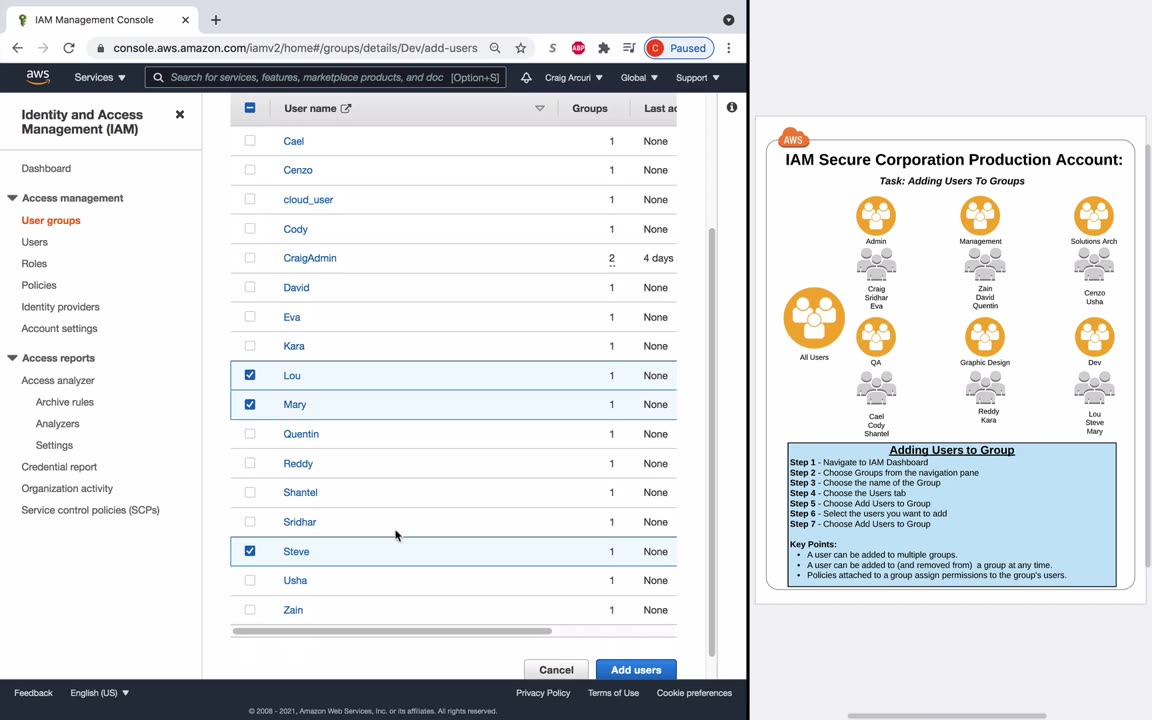 IAM Management Console
console.aws.amazon.com/iamv2/home#/groups/details/Dev/add-users
S
ABP
C
Paused
aws
Services
Search for services, features, marketplace products, and doc
[Option+S]
Craig Arcuri
Global
Support
Identity and Access
Management (IAM)
Dashboard
Access management
User groups
Users
Roles
Policies
Identity providers
Account settings
Access reports
Access analyzer
Archive rules
Analyzers
Settings
Credential report
Organization activity
Service control policies (SCPs)
User name
Groups
Last ac
Cael 1 None
Cenzo 1 None
cloud_user 1 None
Cody 1 None
CraigAdmin 2 4 days
David 1 None
Eva 1 None
Kara 1 None
Lou 1 None
Mary 1 None
Quentin 1 None
Reddy 1 None
Shantel 1 None
Sridhar 1 None
Steve 1 None
Usha 1 None
Zain 1 None
Cancel
Add users
Feedback
English (US)
Privacy Policy
Terms of Use
Cookie preferences
© 2008 - 2021, Amazon Web Services, Inc. or its affiliates. All rights reserved.
AWS
IAM Secure Corporation Production Account:
Task: Adding Users To Groups
Admin
Management
Solutions Arch
Craig
Sridhar
Eva
Zain
David
Quentin
Cenzo
Usha
All Users
QA
Graphic Design
Dev
Cael
Cody
Shantel
Reddy
Kara
Lou
Steve
Mary
Adding Users to Group
Step 1 - Navigate to IAM Dashboard
Step 2 - Choose Groups from the navigation pane
Step 3 - Choose the name of the Group
Step 4 - Choose the Users tab
Step 5 - Choose Add Users to Group
Step 6 - Select the users you want to add
Step 7 - Choose Add Users to Group
Key Points:
• A user can be added to multiple groups.
• A user can be added to (and removed from) a group at any time.
• Policies attached to a group assign permissions to the group's users.